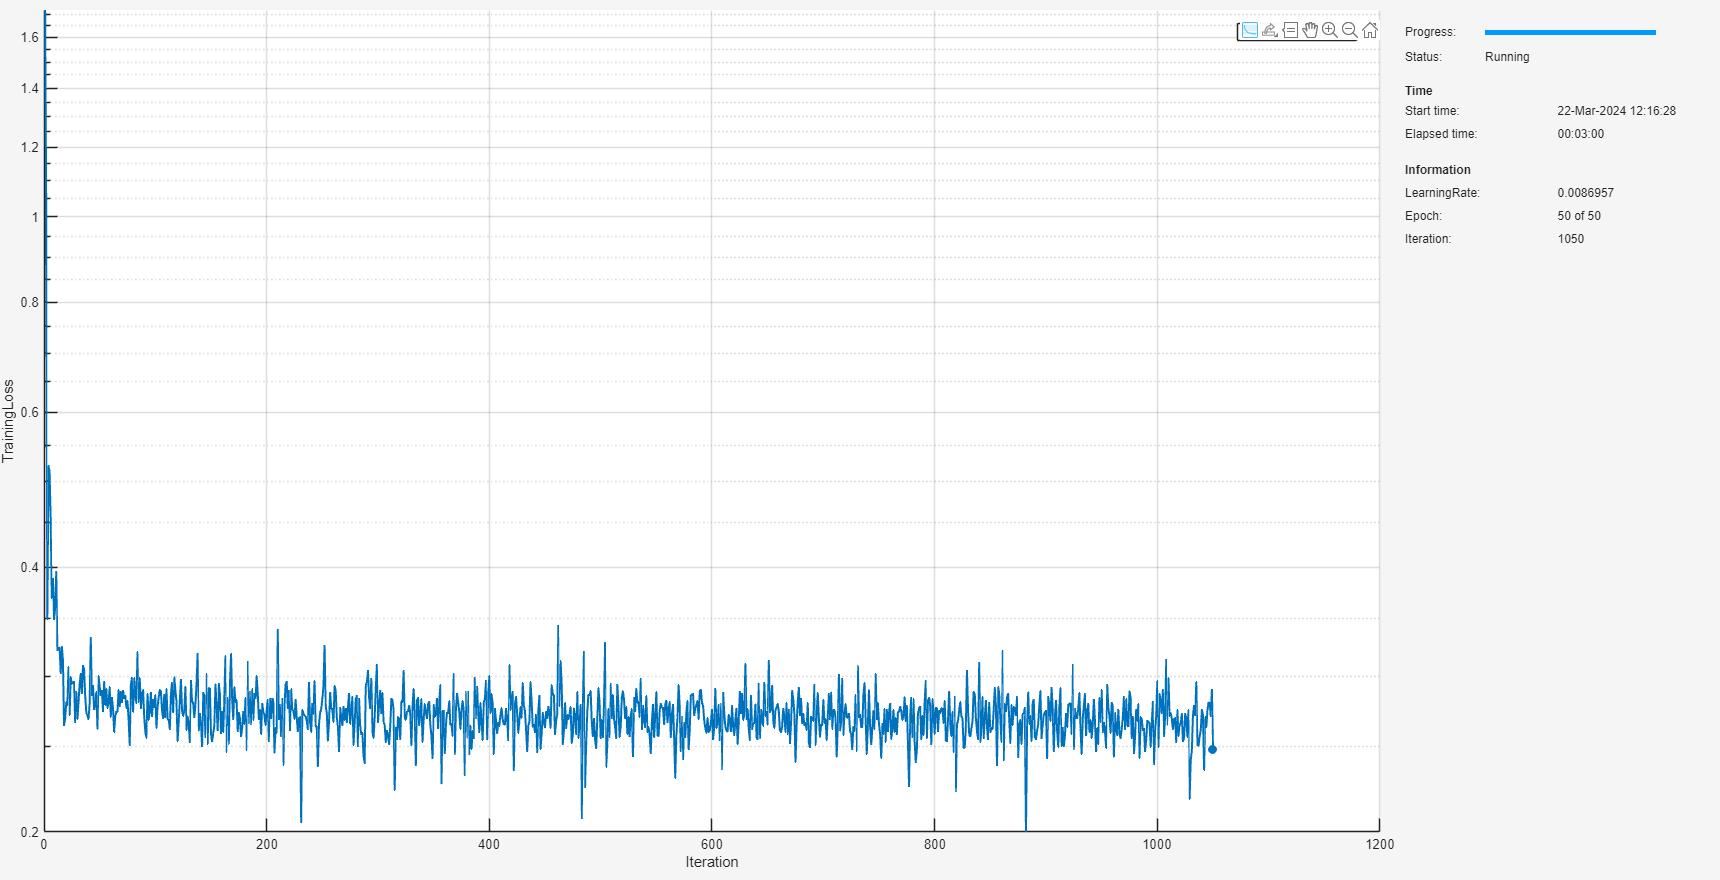 1.6
1.4
1.2
1
0.8
0.6
0.4
0.2
TrainingLoss
0
200
400
600
800
1000
1200
Iteration
Progress:
Status: Running
Time
Start time: 22-Mar-2024 12:16:28
Elapsed time: 00:03:00
Information
LearningRate: 0.0086957
Epoch: 50 of 50
Iteration: 1050